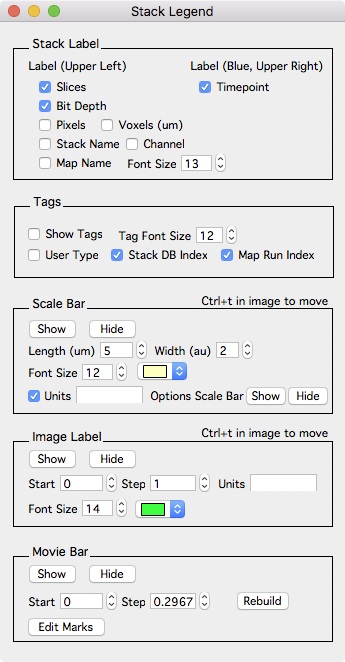 Stack Legend
Stack Label
Label (Upper Left) Label (Blue, Upper Right)
Slices Timepoint
Bit Depth
Pixels Voxels (um)
Stack Name Channel
Map Name Font Size 13
Tags
Show Tags Tag Font Size 12
User Type Stack DB Index Map Run Index
Scale Bar Ctrl+t in image to move
Show Hide
Length (um) 5 Width (au) 2
Font Size 12
Units Options Scale Bar Show Hide
Image Label Ctrl+t in image to move
Show Hide
Start 0 Step 1 Units
Font Size 14
Movie Bar
Show Hide
Start 0 Step 0.2967 Rebuild
Edit Marks